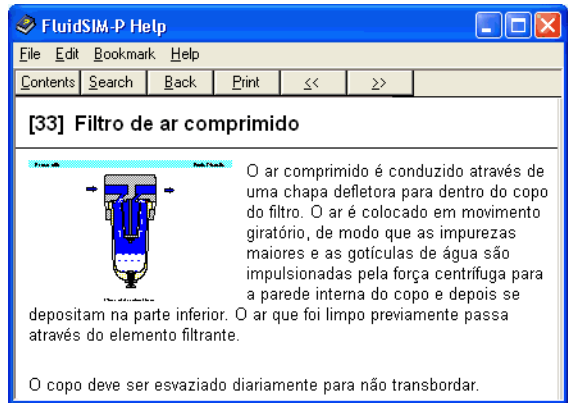 FluidSIM-P Help
File Edit Bookmark Help
Contents Search Back Print << >>
[33] Filtro de ar comprimido
O ar comprimido é conduzido através de
uma chapa defletora para dentro do copo
do filtro. O ar é colocado em movimento
giratório, de modo que as impurezas
maiores e as gotículas de água são
impulsionadas pela força centrífuga para
a parede interna do copo e depois se
depositam na parte inferior. O ar que foi limpo previamente passa
através do elemento filtrante.
O copo deve ser esvaziado diariamente para não transbordar.